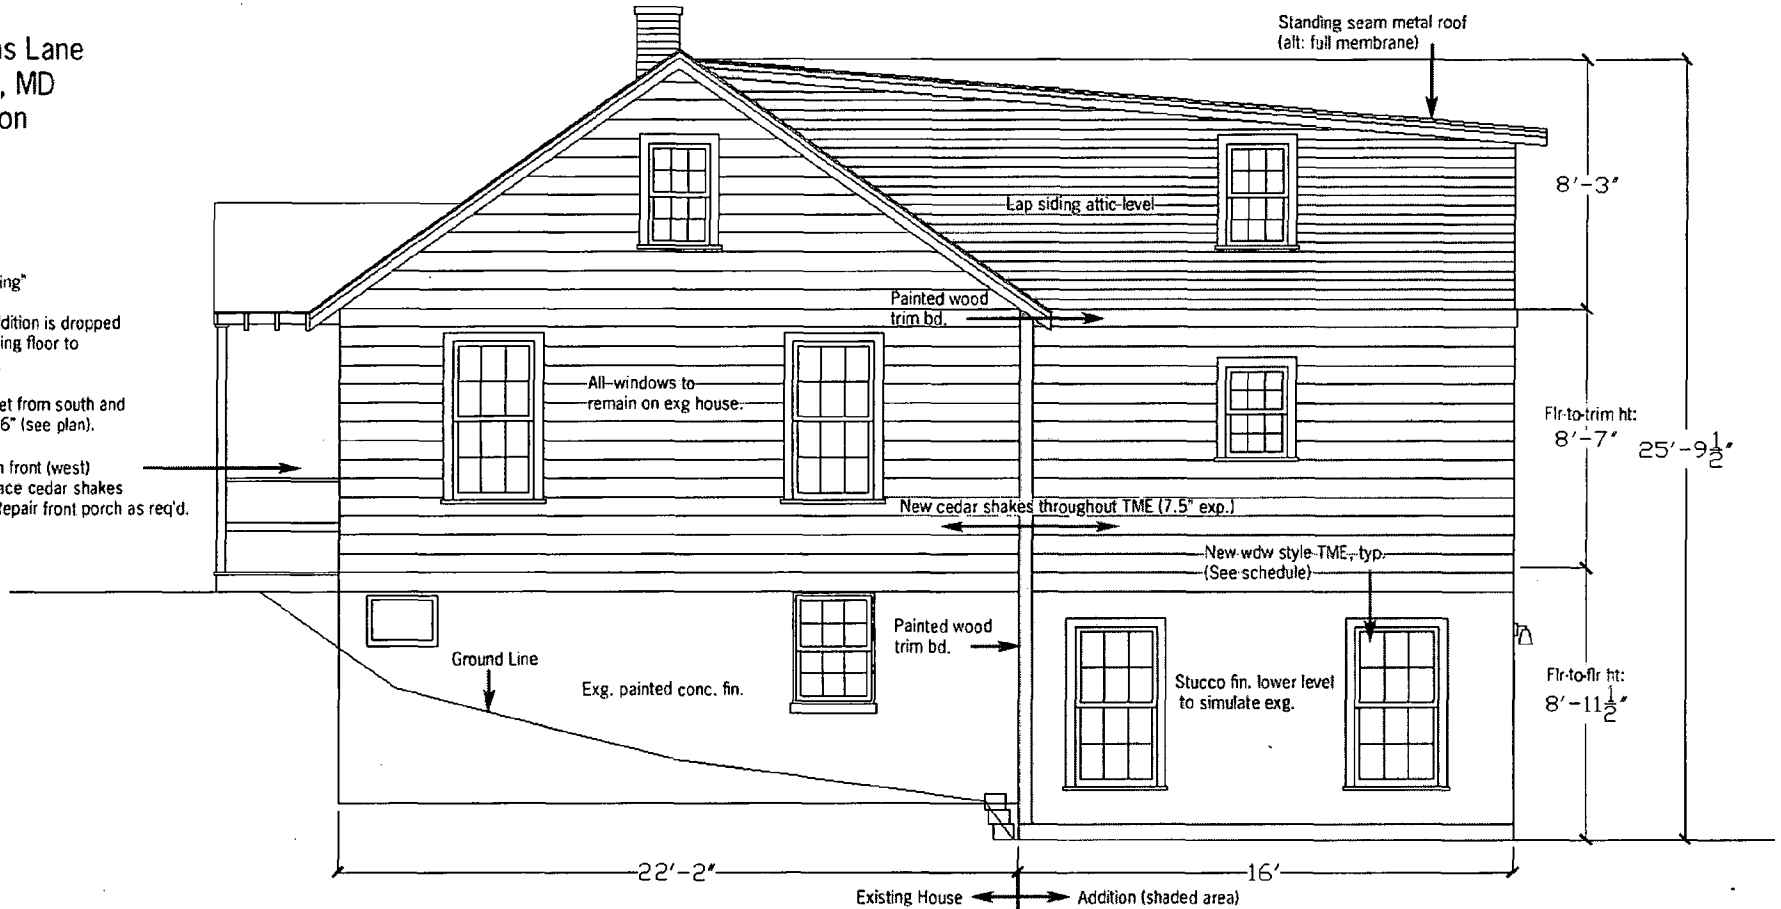 Lane
, MD
Standing seam metal roof
(alt: full membrane)
8'-3"
Lap siding attic level
Painted wood
trim bd.
dition is dropped
ing floor to
et from south and
6" (see plan).
front (west)
ace cedar shakes
Repair front porch as req'd.
All windows to
remain on exg house.
Flr-to-trim ht:
8'-7"
25'-9½"
New cedar shakes throughout TME (7.5" exp.)
New wdw style TME, typ.
(See schedule)
Painted wood
trim bd.
Ground Line
Exg. painted conc. fin.
Stucco fin. lower level
to simulate exg.
Flr-to-flr ht:
8'-11½"
22'-2"
16'
Existing House
Addition (shaded area)